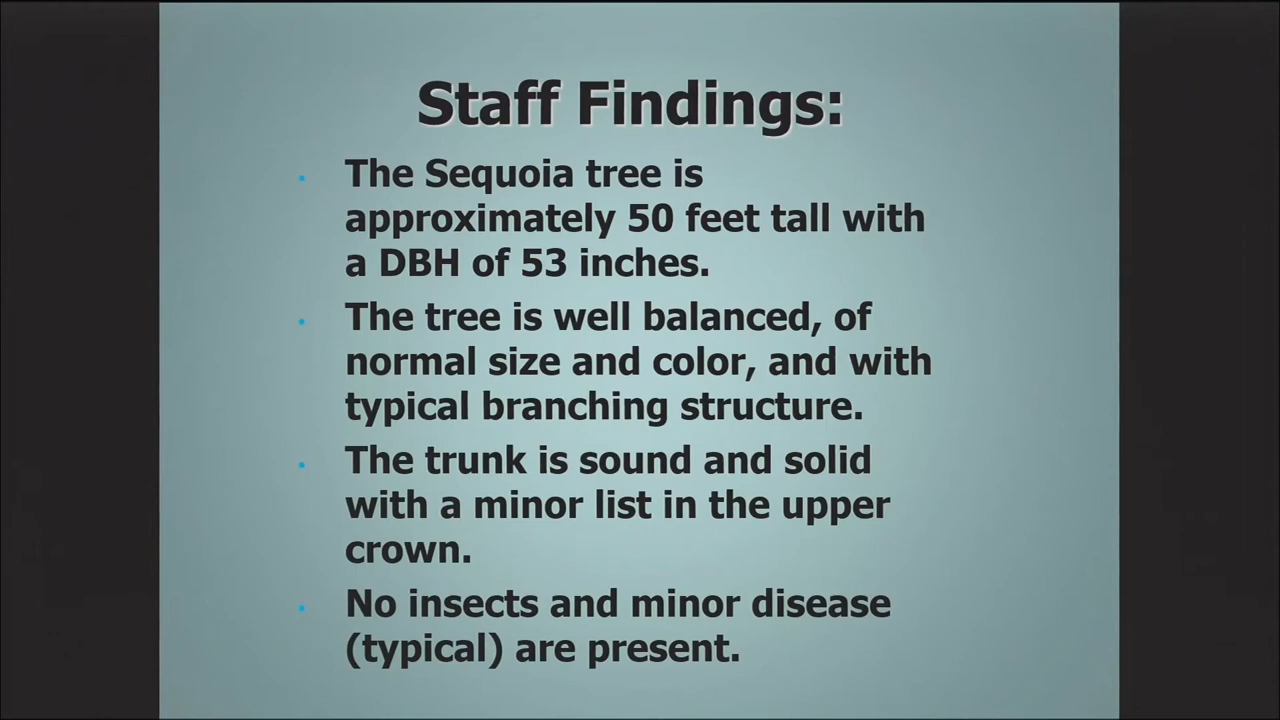 Staff Findings:
The Sequoia tree is
approximately 50 feet tall with
a DBH of 53 inches.
The tree is well balanced, of
normal size and color, and with
typical branching structure.
The trunk is sound and solid
with a minor list in the upper
crown.
No insects and minor disease
(typical) are present.